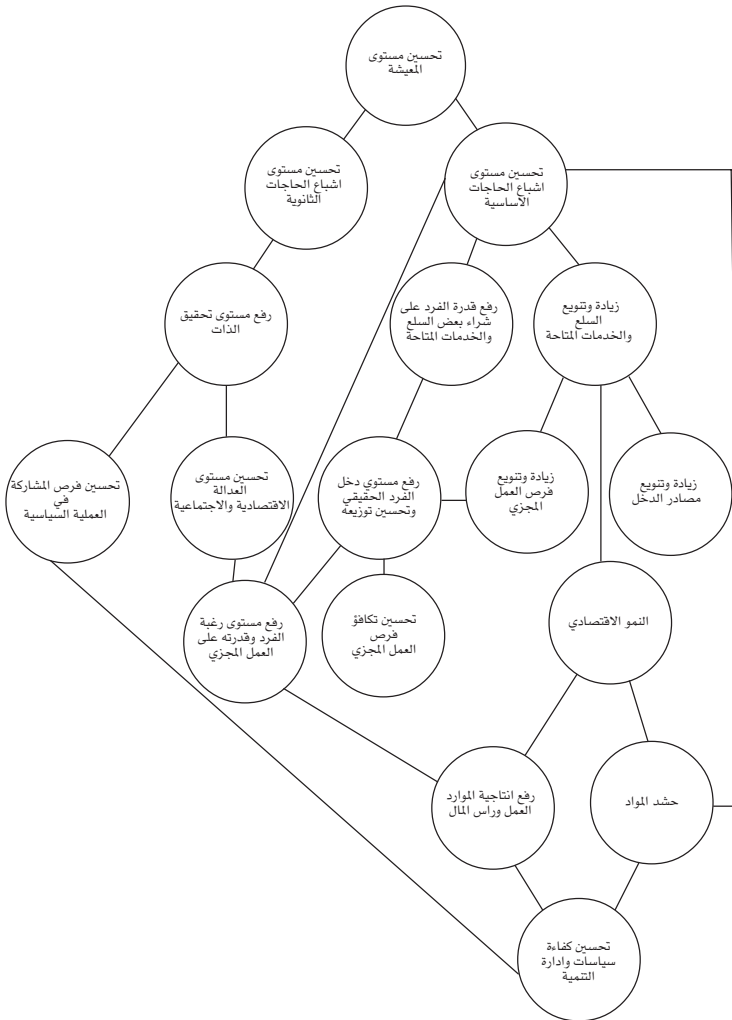 تحسين مستوى
المعيشة
تحسين مستوى
اشباع الحاجات
الاساسية
تحسين مستوى
اشباع الحاجات
الثانوية
زيادة وتنويع
السلع
والخدمات المتاحة
رفع قدرة الفرد على
شراء بعض السلع
والخدمات المتاحة
رفع مستوى تحقيق
الذات
زيادة وتنويع
مصادر الدخل
زيادة وتنويع
فرص العمل
المجزي
رفع مستوي دخل
الفرد الحقيقي
وتحسين توزيعه
تحسين مستوى
العدالة
الاقتصادية والاجتماعية
تحسين فرص المشاركة
في
العملية السياسية
النمو الاقتصادي
تحسين تكافؤ
فرص
العمل المجزي
رفع مستوى رغبة
الفرد وقدرته على
العمل المجزي
حشد المواد
رفع انتاجية الموارد
العمل وراس المال
تحسين كفاءة
سياسات وادارة
التنمية